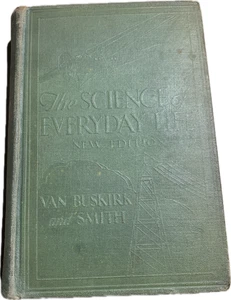 The SCIENCE of
EVERYDAY LIFE
NEW EDITION
VAN BUSKIRK
and SMITH